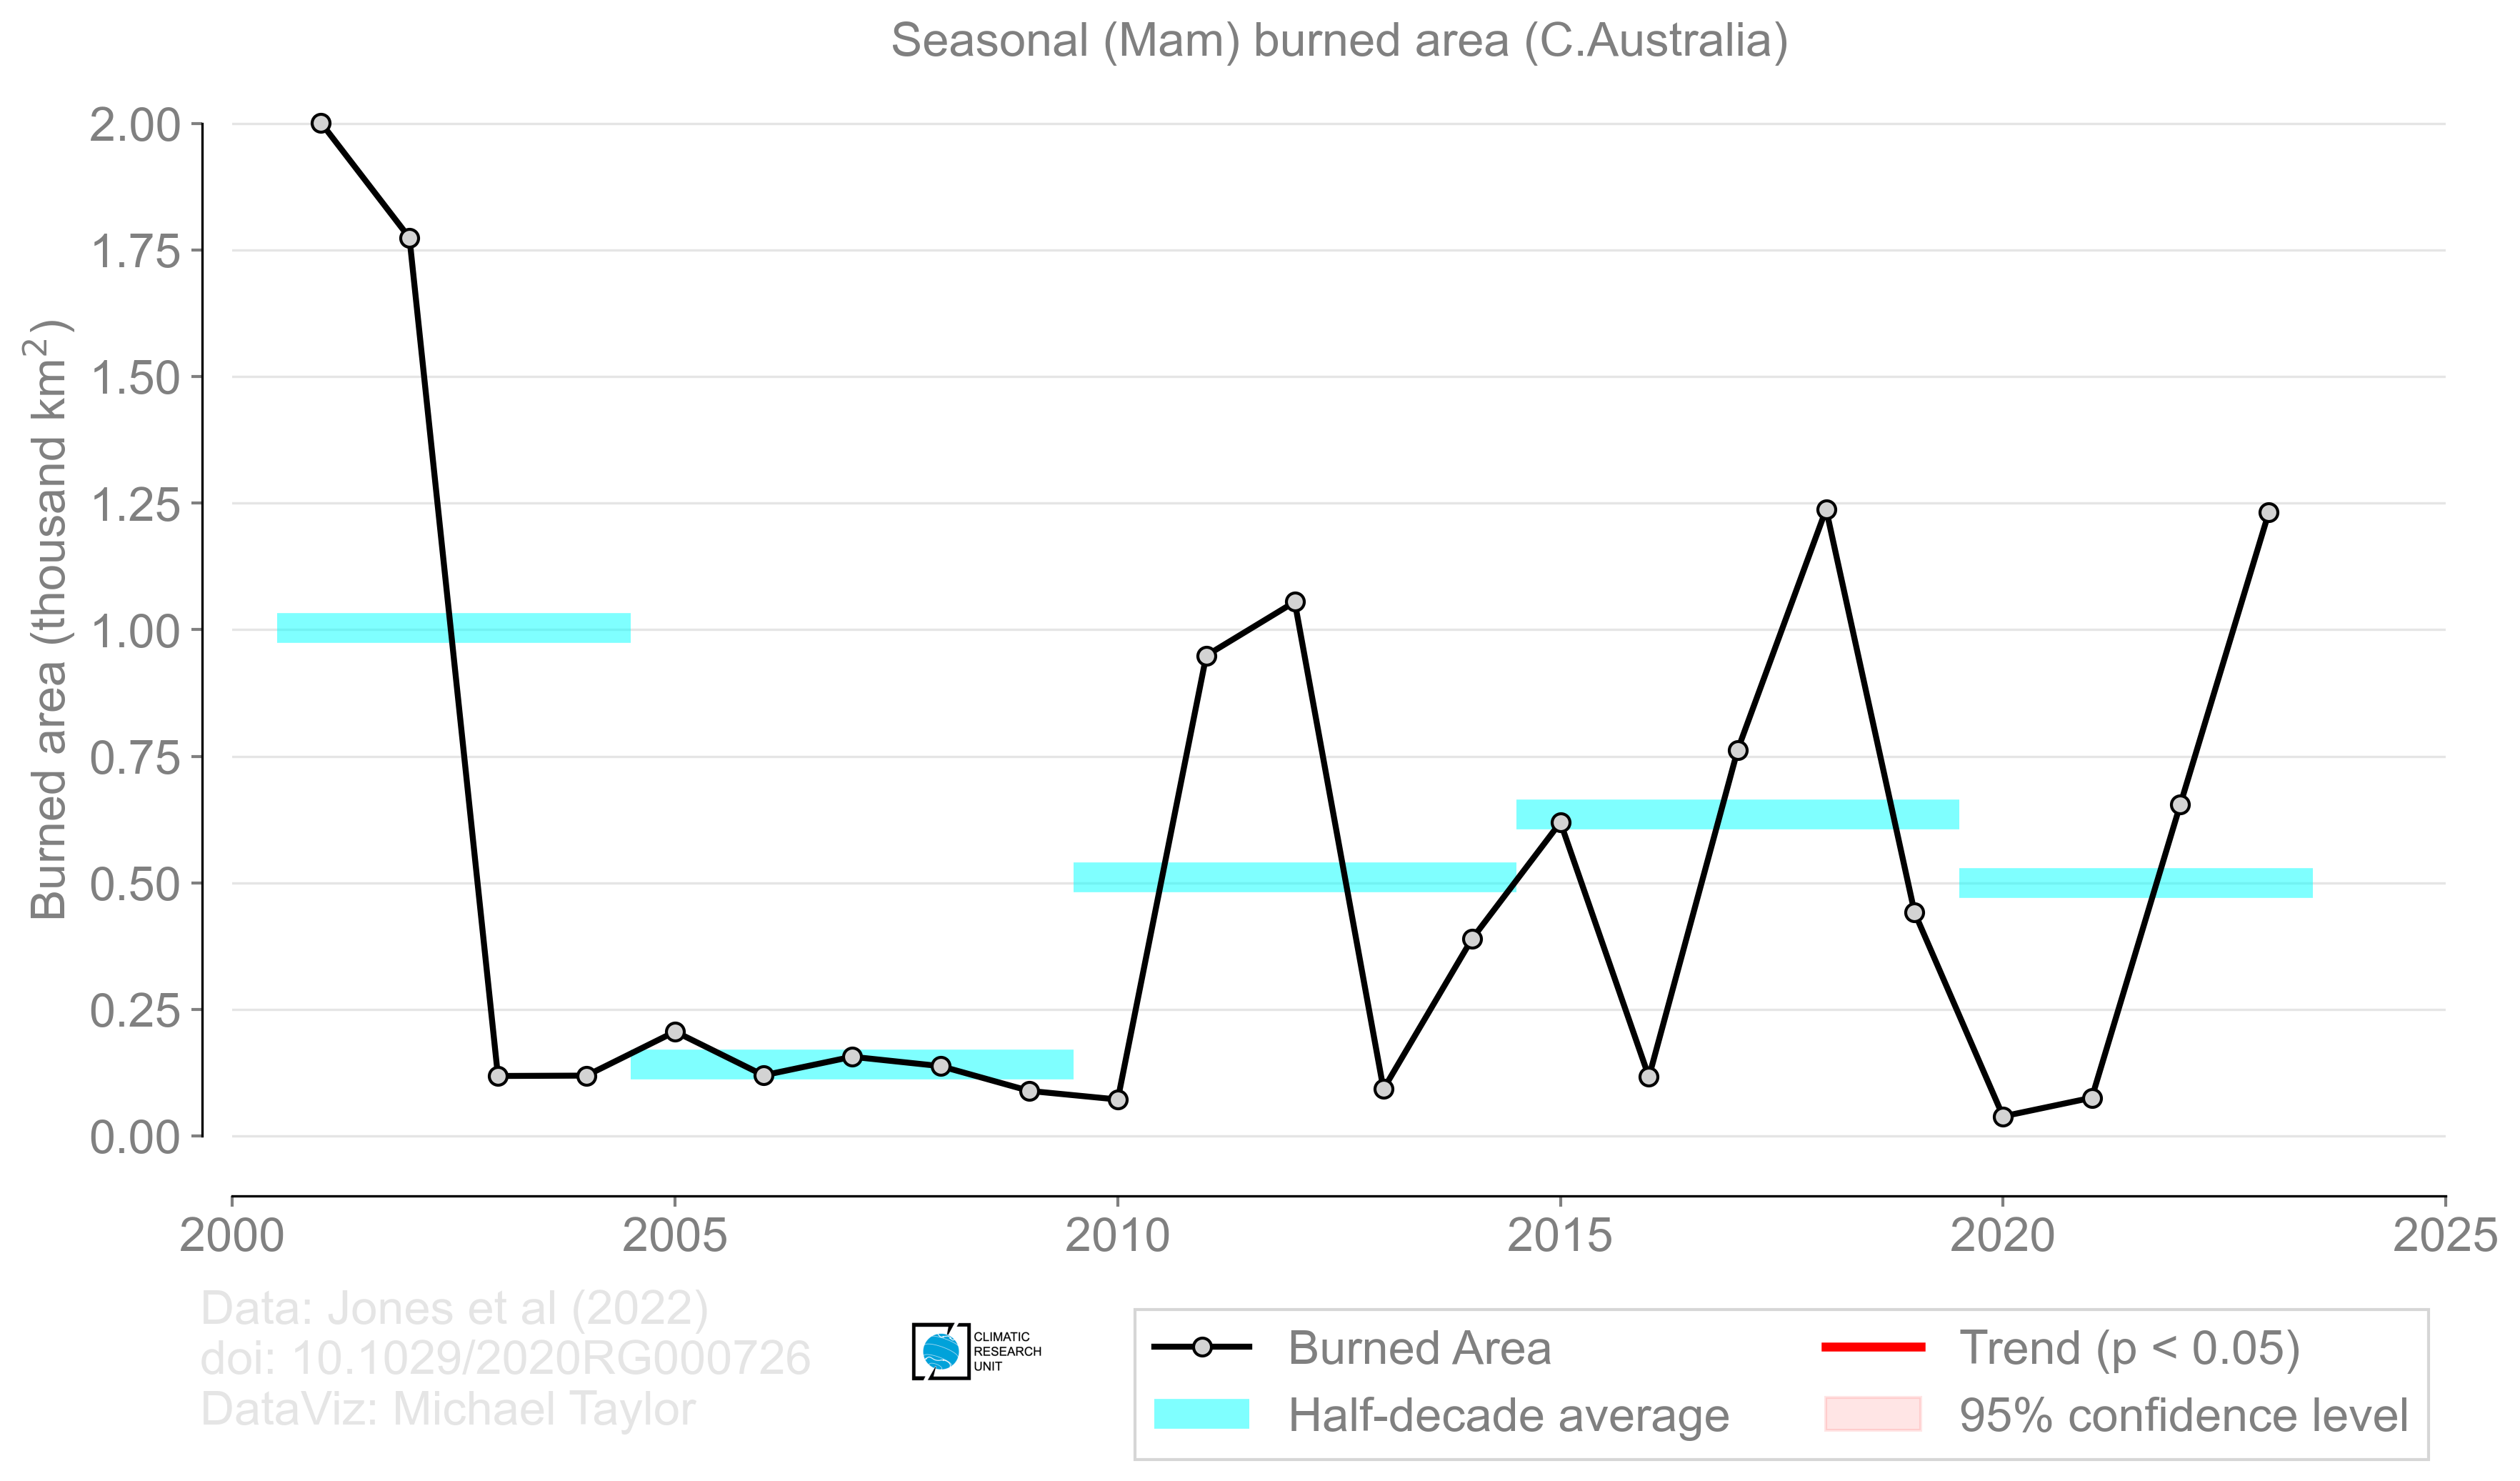 Seasonal (Mam) burned area (C.Australia)
Burned area (thousand km²)
2.00
1.75
1.50
1.25
1.00
0.75
0.50
0.25
0.00
2000 2005 2010 2015 2020 2025
Data: Jones et al (2022)
doi: 10.1029/2020RG000726
DataViz: Michael Taylor
CLIMATIC
RESEARCH
UNIT
Burned Area
Half-decade average
Trend (p < 0.05)
95% confidence level